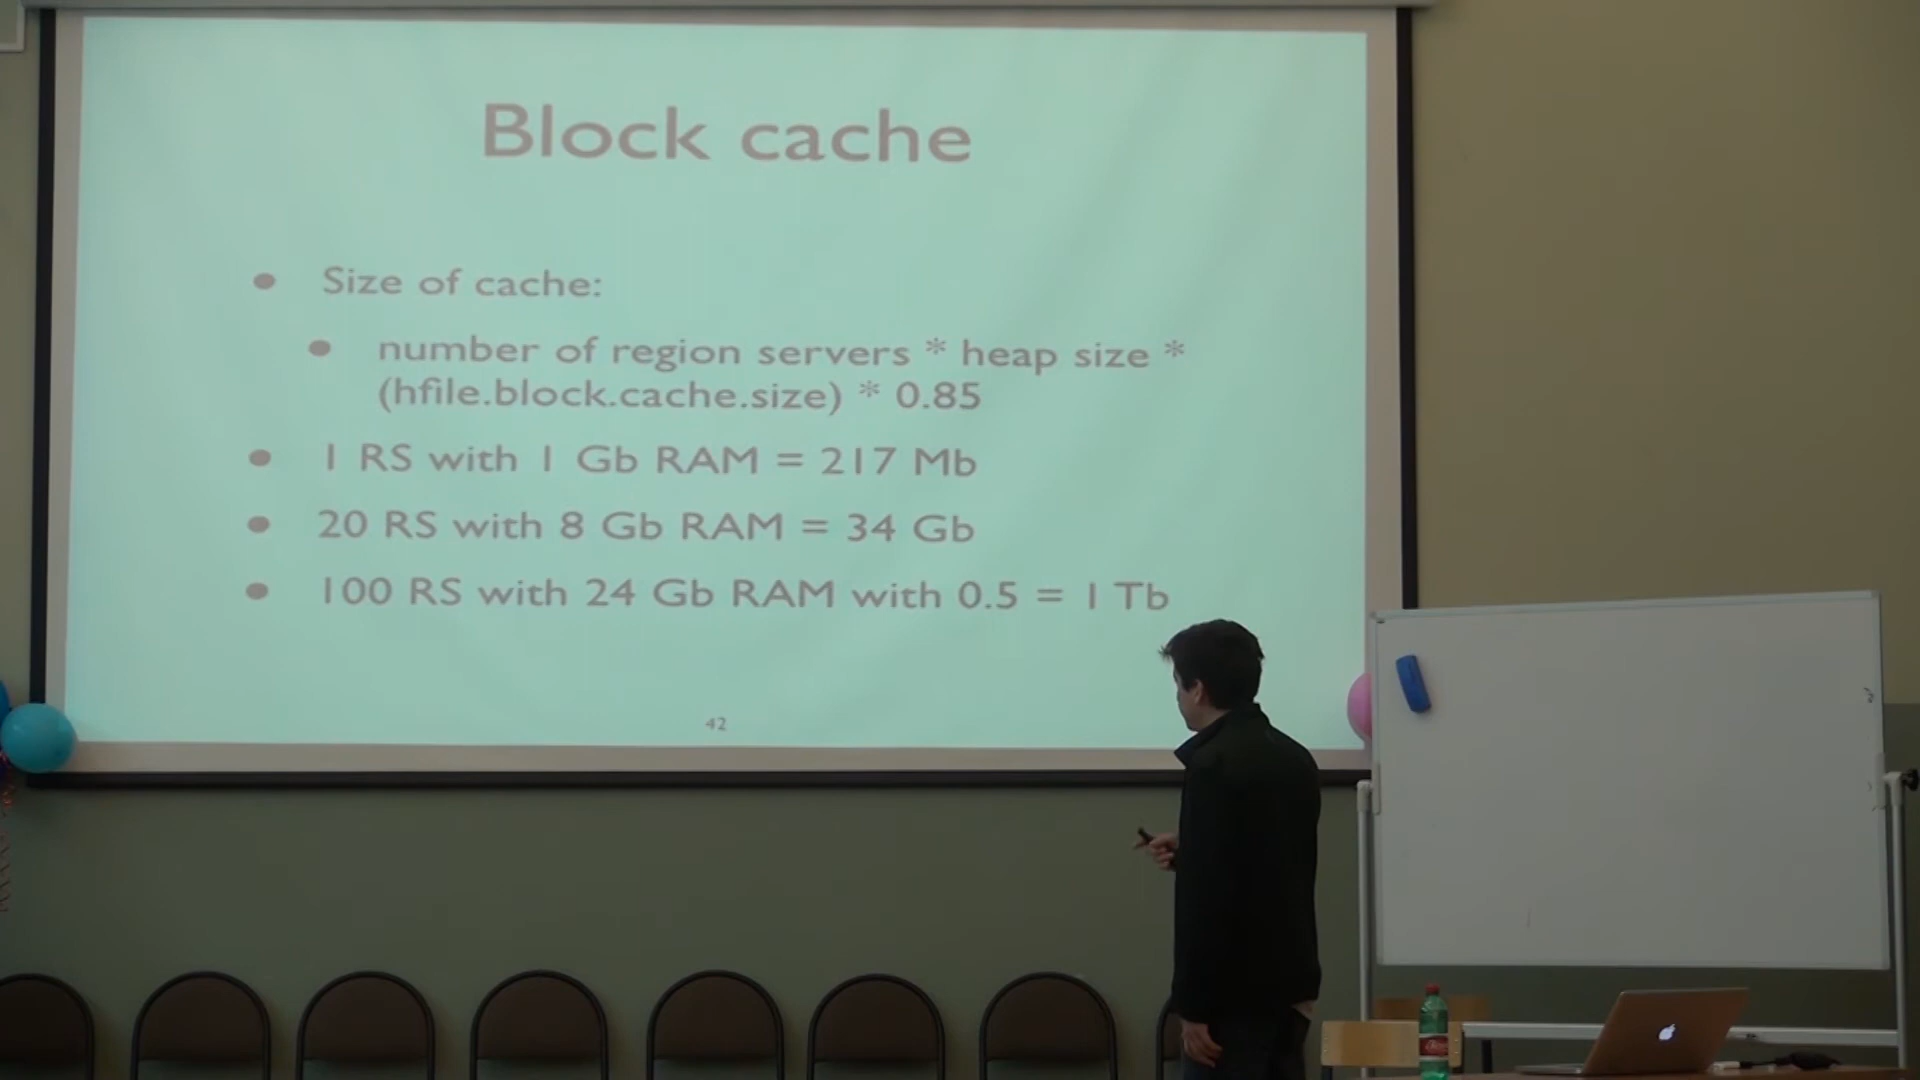 Block cache
• Size of cache:
• number of region servers * heap size *
(hfile.block.cache.size) * 0.85
• 1 RS with 1 Gb RAM = 217 Mb
• 20 RS with 8 Gb RAM = 34 Gb
• 100 RS with 24 Gb RAM with 0.5 = 1 Tb
42